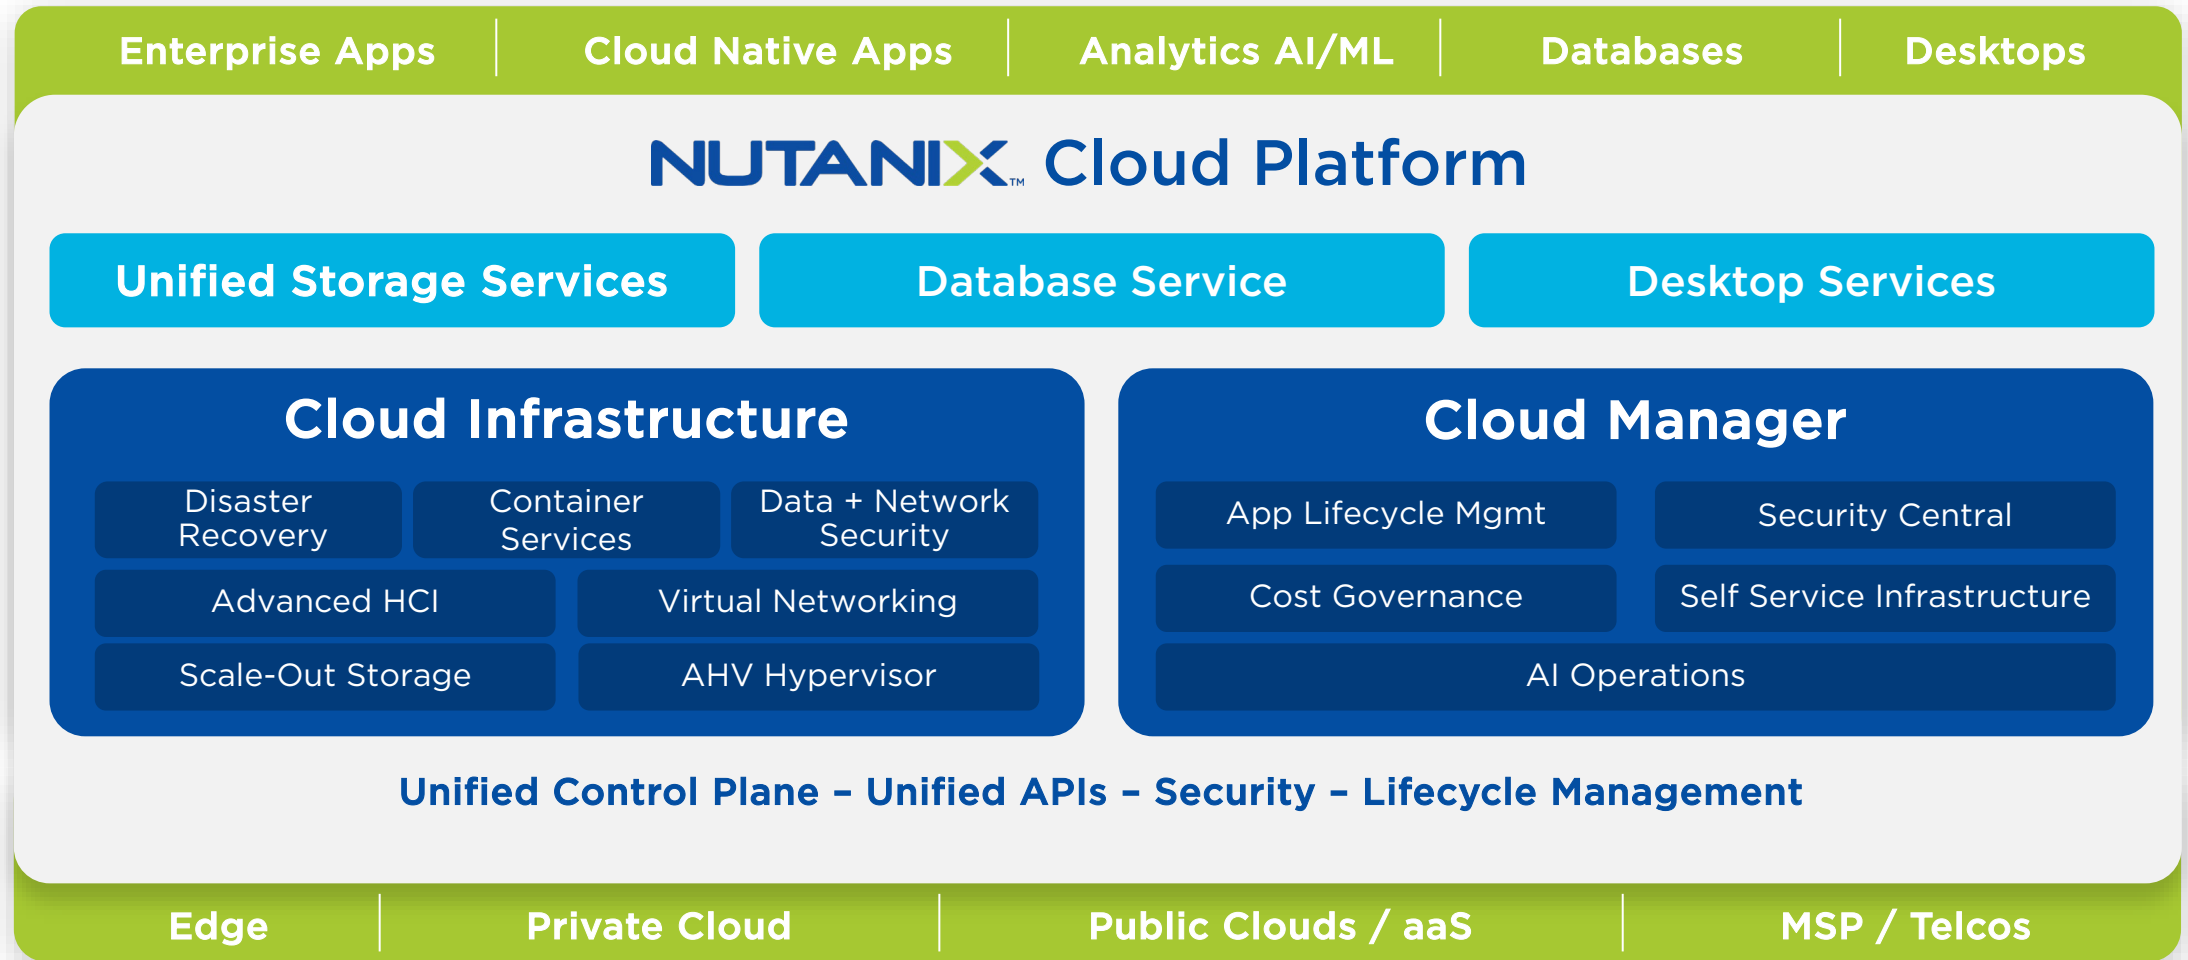 Enterprise Apps
Cloud Native Apps
Analytics AI/ML
Databases
Desktops
NUTANIX™ Cloud Platform
Unified Storage Services
Database Service
Desktop Services
Cloud Infrastructure
Disaster
Recovery
Container
Services
Data + Network
Security
Advanced HCI
Virtual Networking
Scale-Out Storage
AHV Hypervisor
Cloud Manager
App Lifecycle Mgmt
Security Central
Cost Governance
Self Service Infrastructure
AI Operations
Unified Control Plane – Unified APIs – Security – Lifecycle Management
Edge
Private Cloud
Public Clouds / aaS
MSP / Telcos